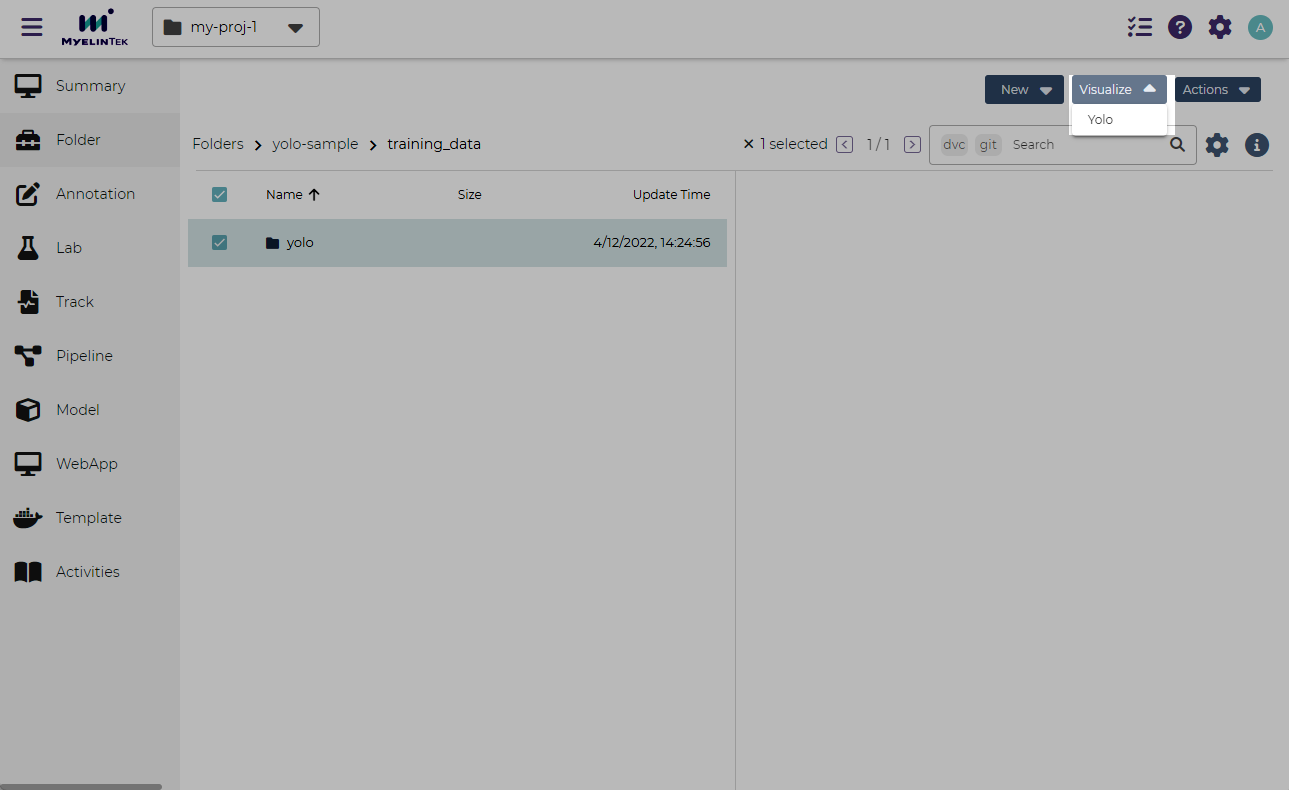 MYELINTEK
my-proj-1
A
Summary
Folder
Annotation
Lab
Track
Pipeline
Model
WebApp
Template
Activities
New
Visualize
Actions
Yolo
Folders > yolo-sample > training_data
× 1 selected < 1 / 1 > dvc git Search
Name ↑ Size Update Time
yolo 4/12/2022, 14:24:56